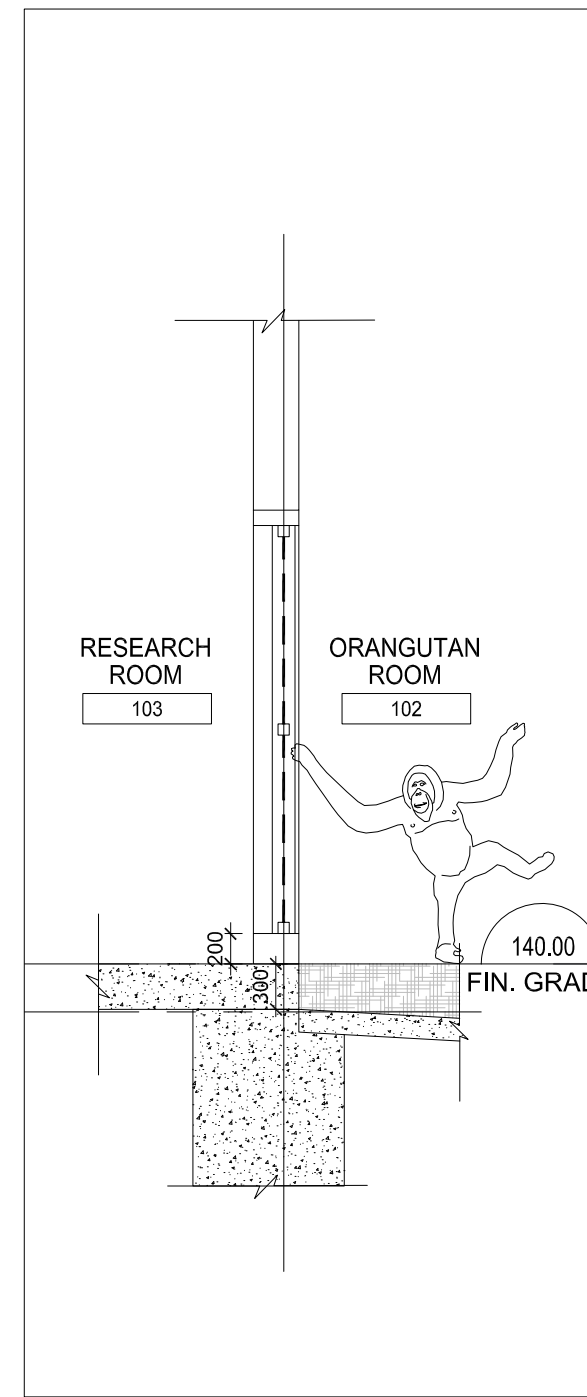 RESEARCH
ROOM
103
ORANGUTAN
ROOM
102
200
300
140.00
FIN. GRAD